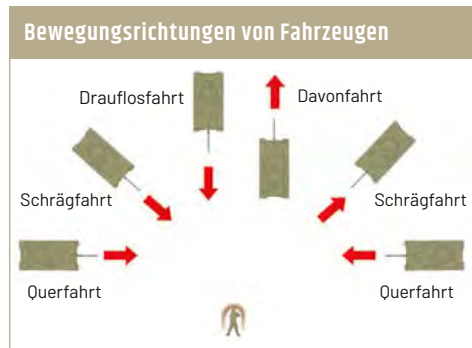 Bewegungsrichtungen von Fahrzeugen
Drauflosfahrt
Davonfahrt
Schrägfahrt
Schrägfahrt
Querfahrt
Querfahrt